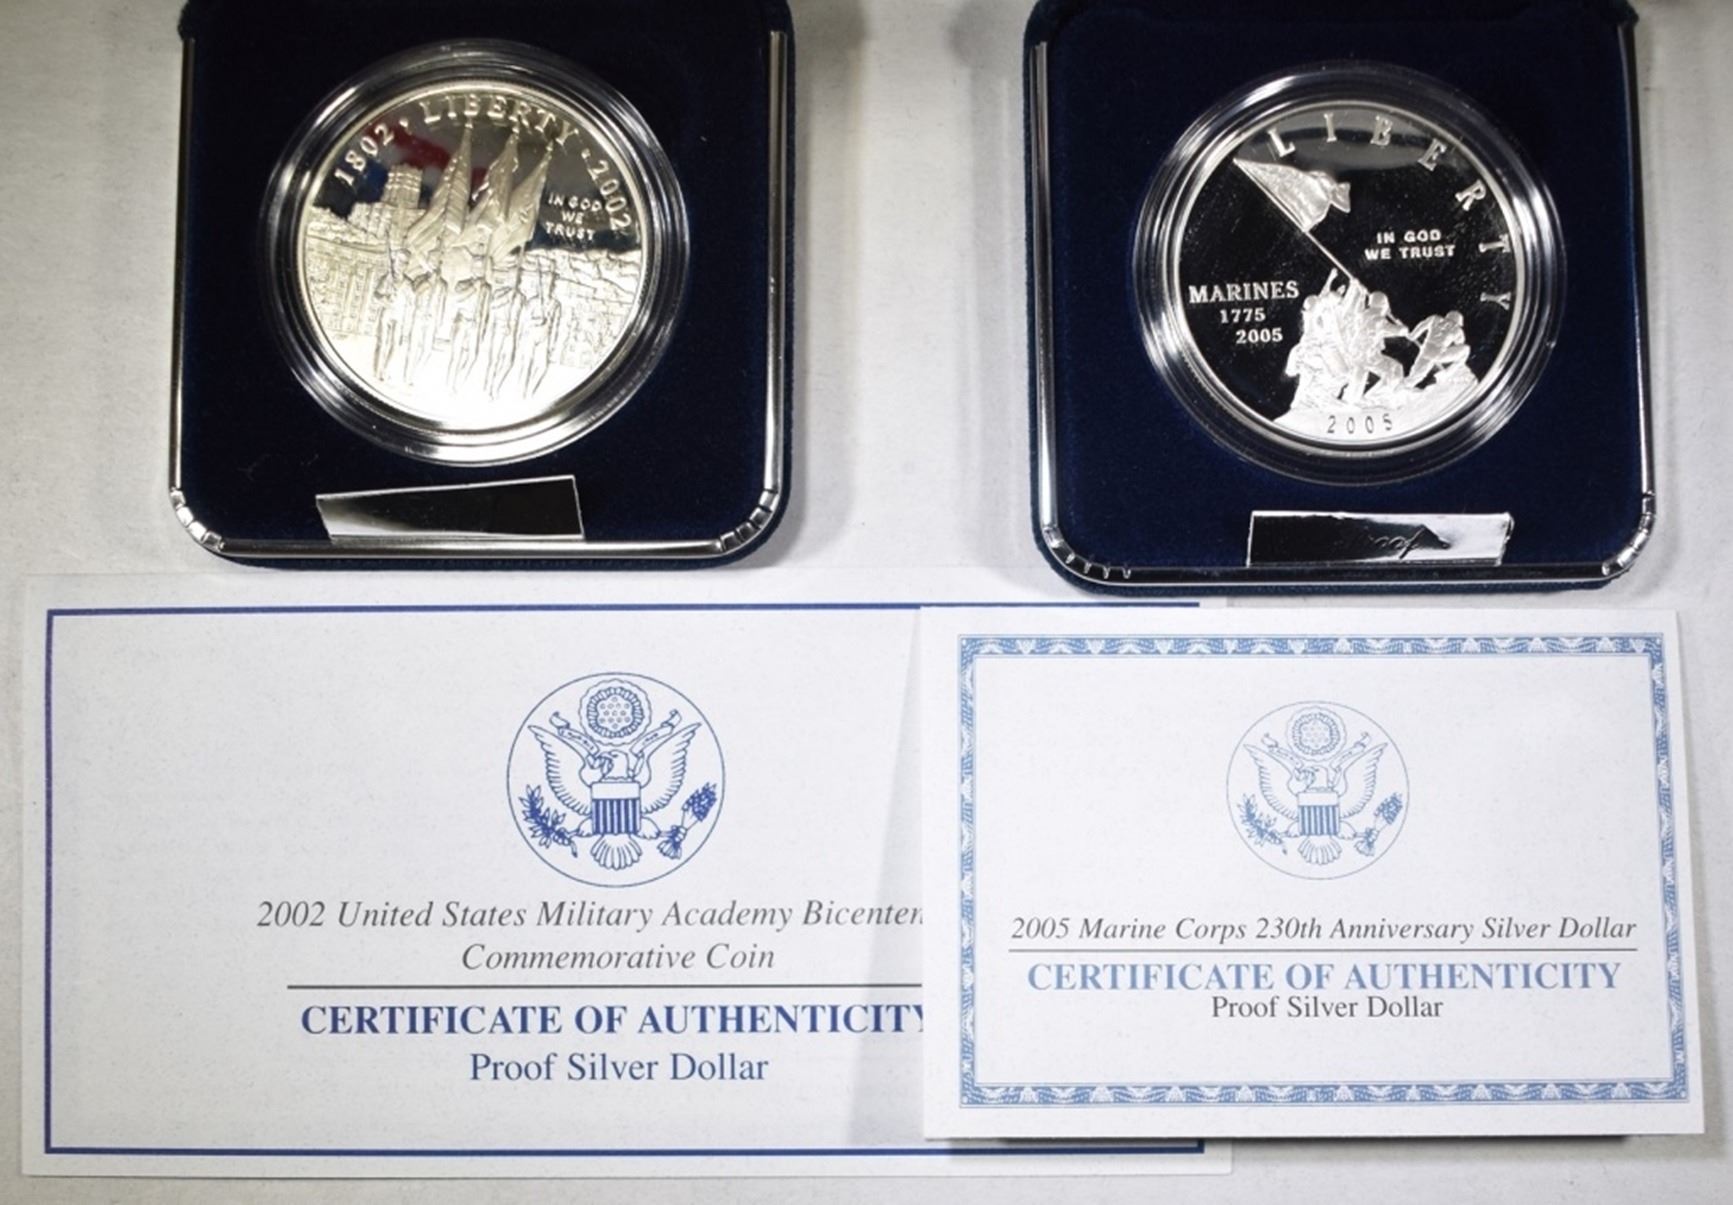 1802 · LIBERTY · 2002
IN GOD
WE
TRUST
LIBERTY
IN GOD
WE TRUST
MARINES
1775
2005
2005
2002 United States Military Academy Bicenten
Commemorative Coin
CERTIFICATE OF AUTHENTICITY
Proof Silver Dollar
2005 Marine Corps 230th Anniversary Silver Dollar
CERTIFICATE OF AUTHENTICITY
Proof Silver Dollar